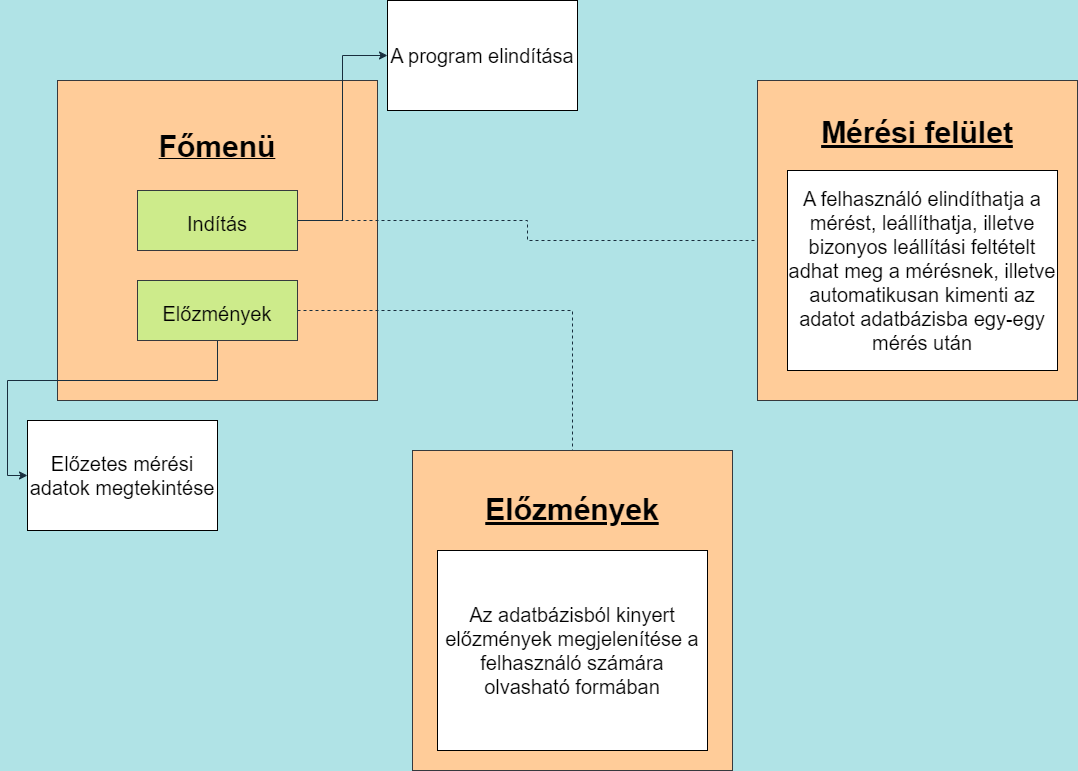 A program elindítása
Főmenü
Indítás
Előzmények
Előzetes mérési
adatok megtekintése
Mérési felület
A felhasználó elindíthatja a
mérést, leállíthatja, illetve
bizonyos leállítási feltételt
adhat meg a mérésnek, illetve
automatikusan kimenti az
adatot adatbázisba egy-egy
mérés után
Előzmények
Az adatbázisból kinyert
előzmények megjelenítése a
felhasználó számára
olvasható formában